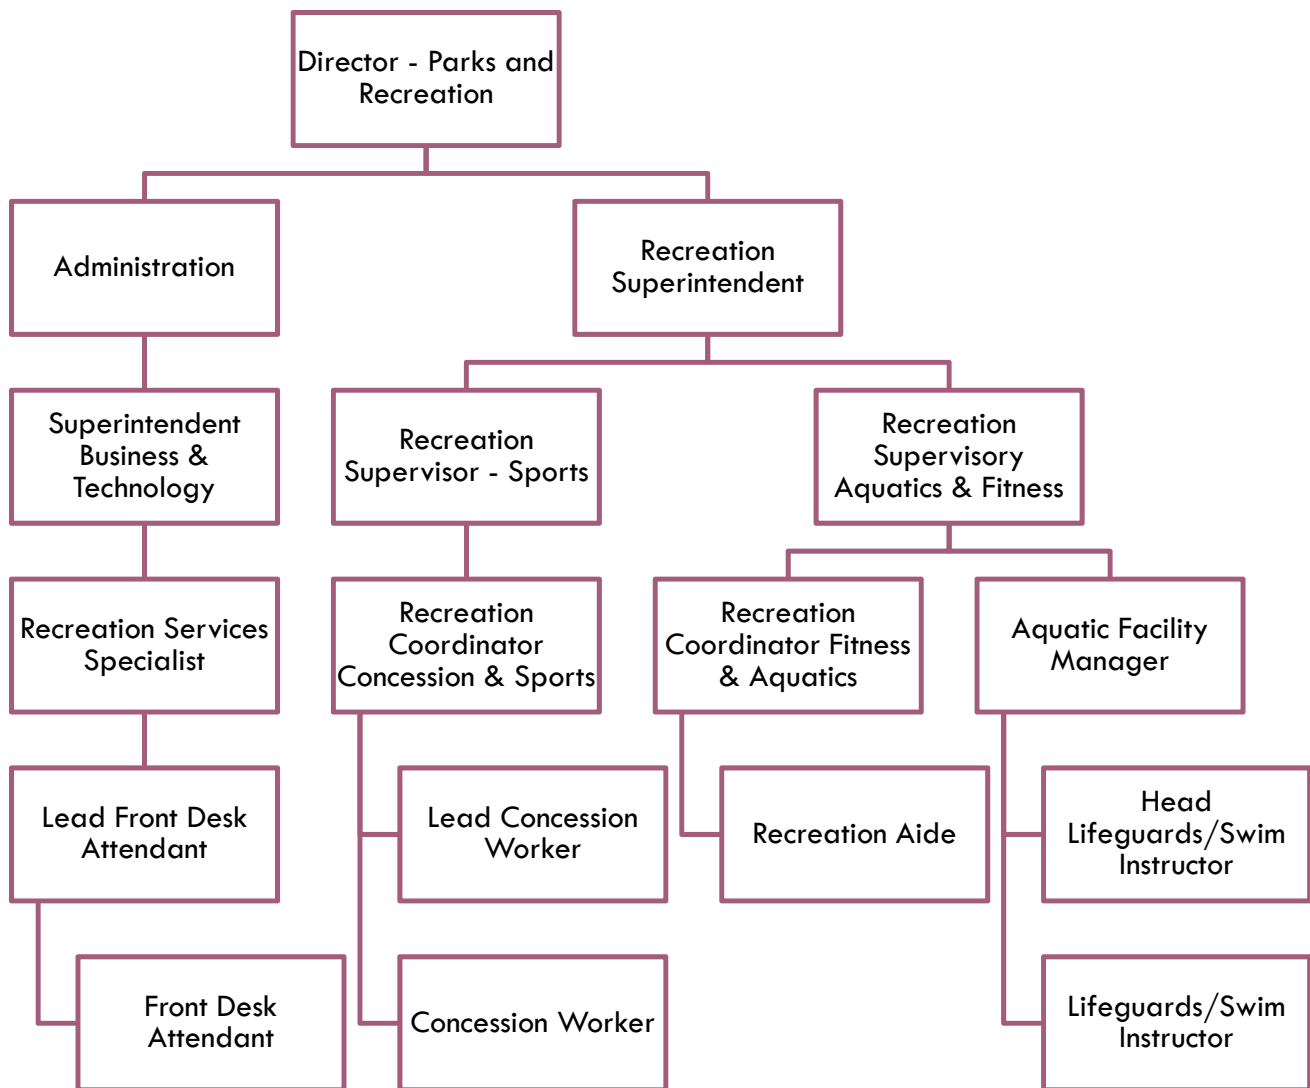 Director - Parks and
Recreation
Administration
Recreation
Superintendent
Superintendent
Business &
Technology
Recreation
Supervisor - Sports
Recreation
Supervisory
Aquatics & Fitness
Recreation Services
Specialist
Recreation
Coordinator
Concession & Sports
Recreation
Coordinator Fitness
& Aquatics
Aquatic Facility
Manager
Lead Front Desk
Attendant
Lead Concession
Worker
Recreation Aide
Head
Lifeguards/Swim
Instructor
Front Desk
Attendant
Concession Worker
Lifeguards/Swim
Instructor